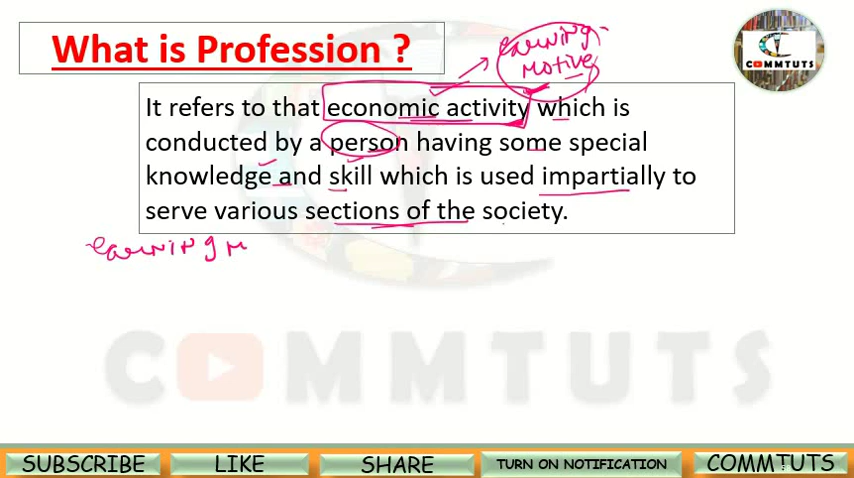 What is Profession ?
earning
motive
COMMTUTS
It refers to that economic activity which is
conducted by a person having some special
knowledge and skill which is used impartially to
serve various sections of the society.
earning m
COMMTUTS
SUBSCRIBE
LIKE
SHARE
TURN ON NOTIFICATION
COMMTUTS